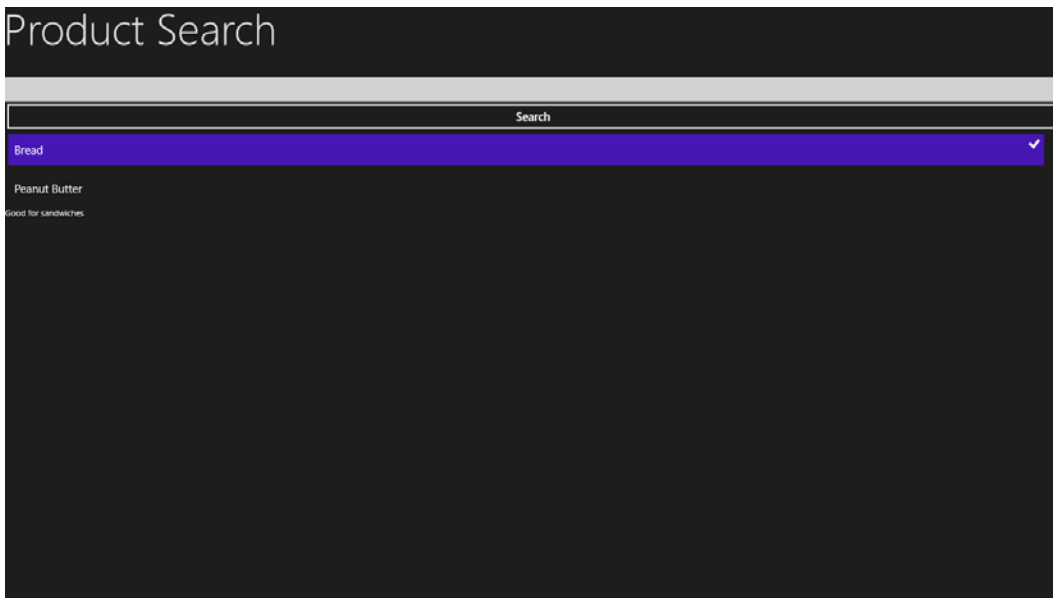 Product Search
Search
Bread
Peanut Butter
Good for sandwiches